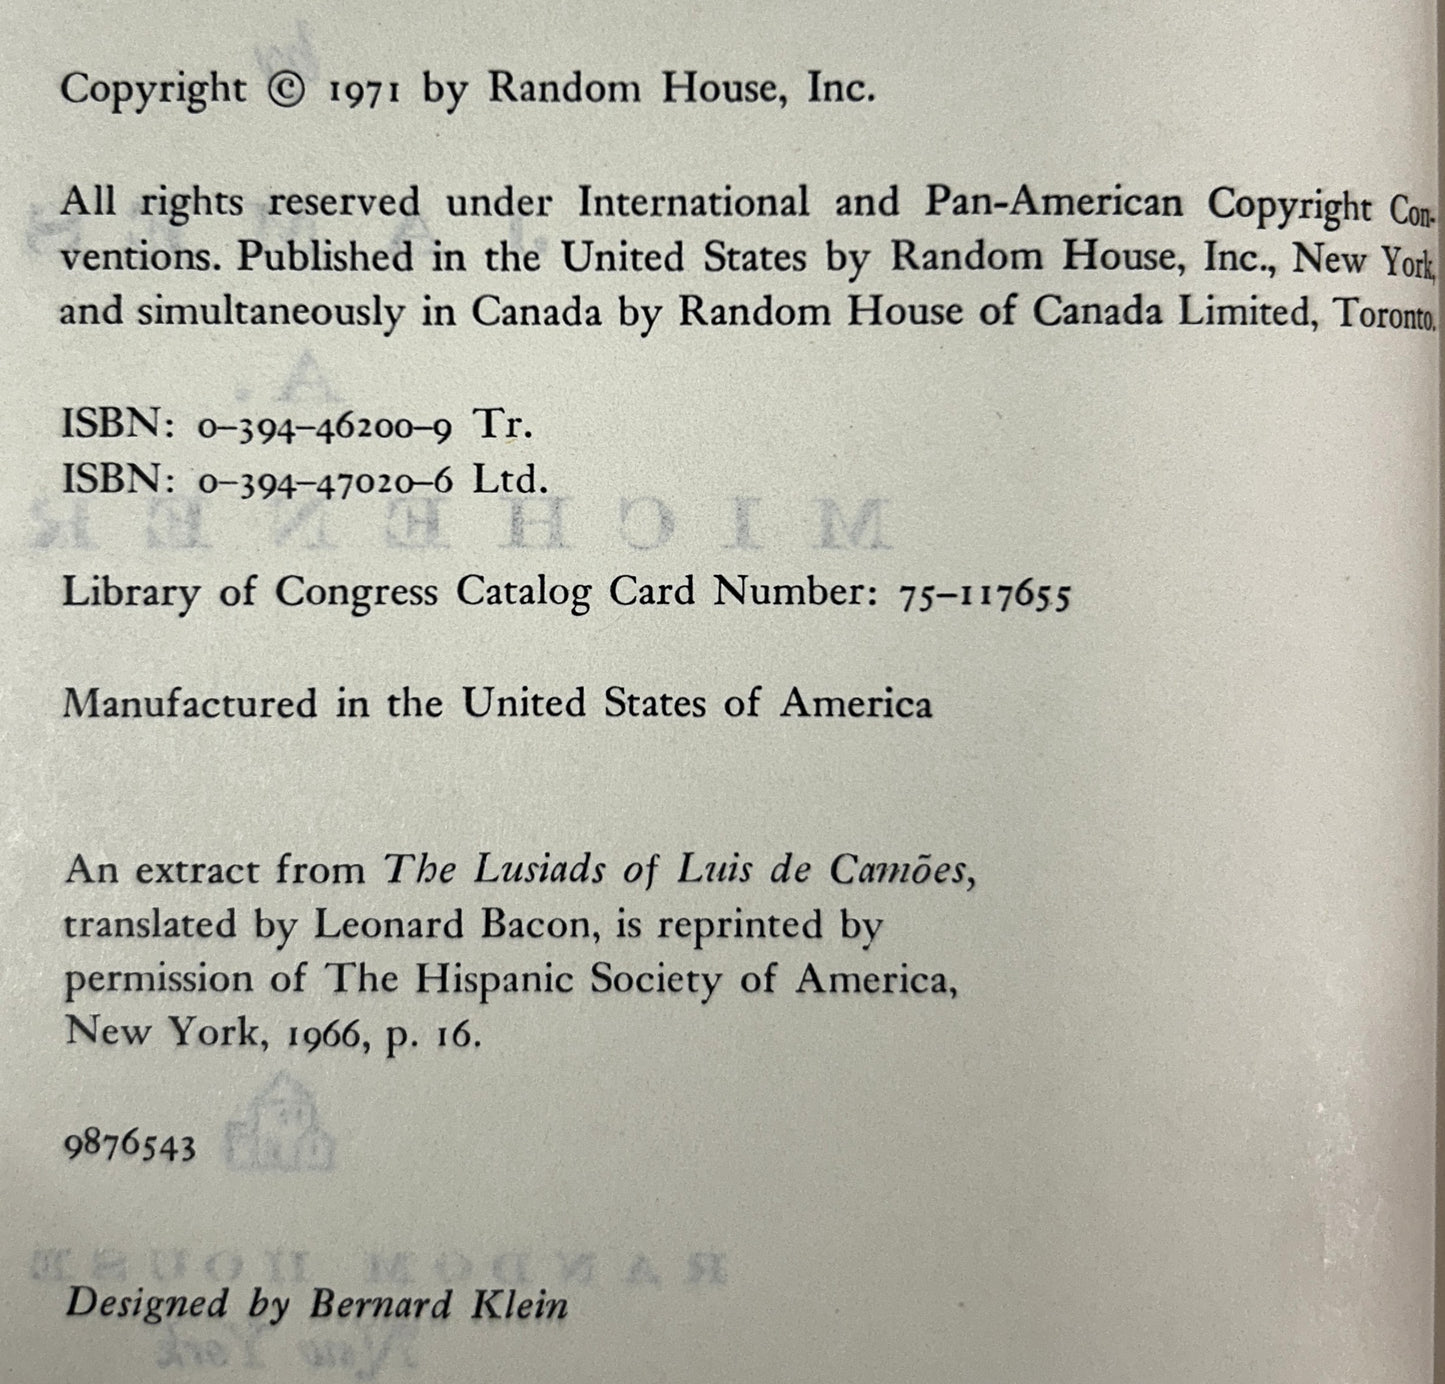 Copyright © 1971 by Random House, Inc.
All rights reserved under International and Pan-American Copyright Con-
ventions. Published in the United States by Random House, Inc., New York,
and simultaneously in Canada by Random House of Canada Limited, Toronto.
ISBN: 0–394–46200–9 Tr.
ISBN: 0–394–47020–6 Ltd.
Library of Congress Catalog Card Number: 75–117655
Manufactured in the United States of America
An extract from The Lusiads of Luis de Camões,
translated by Leonard Bacon, is reprinted by
permission of The Hispanic Society of America,
New York, 1966, p. 16.
9876543
Designed by Bernard Klein